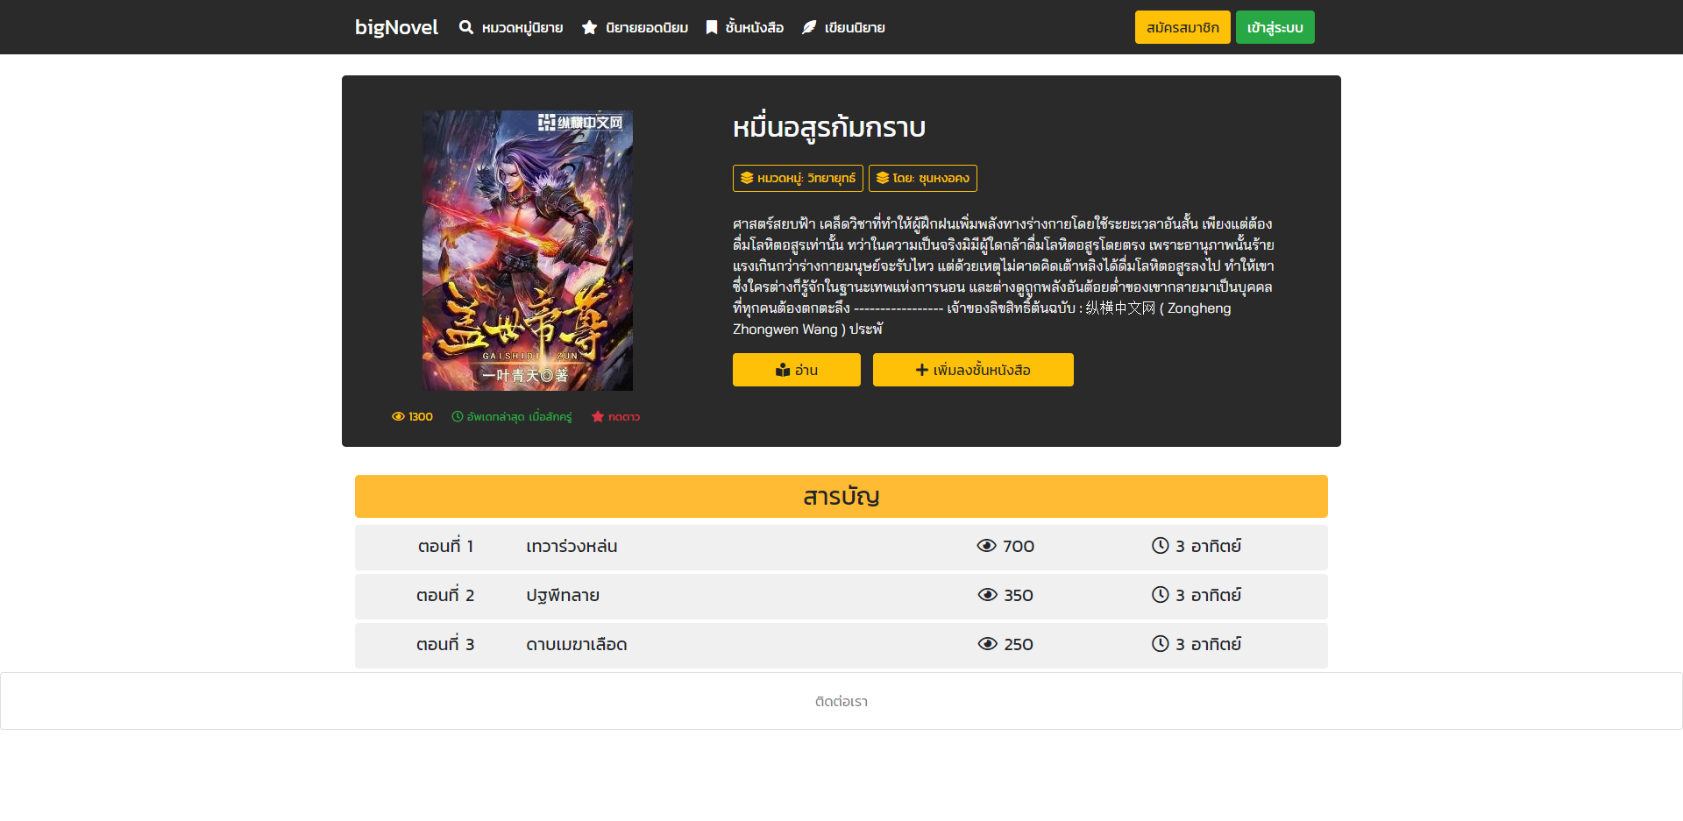 bigNovel หมวดหมู่นิยาย นิยายยอดนิยม ชั้นหนังสือ เขียนนิยาย สมัครสมาชิก เข้าสู่ระบบ
纵横中文网
盖世帝尊
GAISHIDI ZUN
一叶青天◎著
หมื่นอสูรก้มกราบ
หมวดหมู่: วิทยายุทธ์ โดย: ซุนหงอคง
ศาสตร์สยบฟ้า เคล็ดวิชาที่ทำให้ผู้ฝึกฝนเพิ่มพลังทางร่างกายโดยใช้ระยะเวลาอันสั้น เพียงแต่ต้อง
ดื่มโลหิตอสูรเท่านั้น ทว่าในความเป็นจริงมิมีผู้ใดกล้าดื่มโลหิตอสูรโดยตรง เพราะอานุภาพนั้นร้าย
แรงเกินกว่าร่างกายมนุษย์จะรับไหว แต่ด้วยเหตุไม่คาดคิดเต้าหลิงได้ดื่มโลหิตอสูรลงไป ทำให้เขา
ซึ่งใครต่างก็รู้จักในฐานะเทพแห่งการนอน และต่างดูถูกพลังอันด้อยต่ำของเขากลายมาเป็นบุคคล
ที่ทุกคนต้องตกตะลึง ----------------- เจ้าของลิขสิทธิ์ต้นฉบับ : 纵横中文网 ( Zongheng
Zhongwen Wang ) ประพั
อ่าน เพิ่มลงชั้นหนังสือ
1300 อัพเดทล่าสุด เมื่อสักครู่ กดดาว
สารบัญ
ตอนที่ 1 เทวาร่วงหล่น 700 3 อาทิตย์
ตอนที่ 2 ปฐพีทลาย 350 3 อาทิตย์
ตอนที่ 3 ดาบเมฆาเลือด 250 3 อาทิตย์
ติดต่อเรา